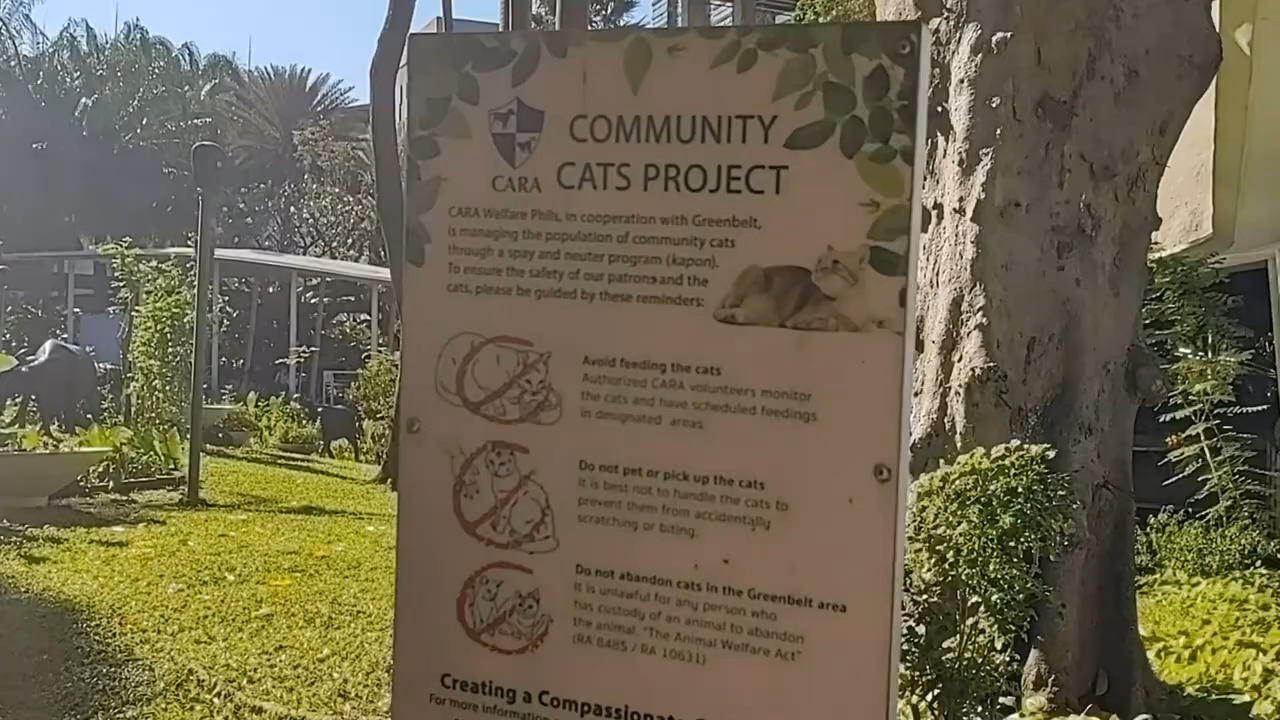 COMMUNITY
CARA CATS PROJECT
CARA Welfare Phils, in cooperation with Greenbelt,
is managing the population of community cats
through a spay and neuter program (kapon).
To ensure the safety of our patrons and the
cats, please be guided by these reminders:
Avoid feeding the cats
Authorized CARA volunteers monitor
the cats and have scheduled feedings
in designated areas
Do not pet or pick up the cats
It is best not to handle the cats to
prevent them from accidentally
scratching or biting.
Do not abandon cats in the Greenbelt area
It is unlawful for any person who
has custody of an animal to abandon
the animal. "The Animal Welfare Act"
(RA 8485 / RA 10631)
Creating a Compassionate
For more information